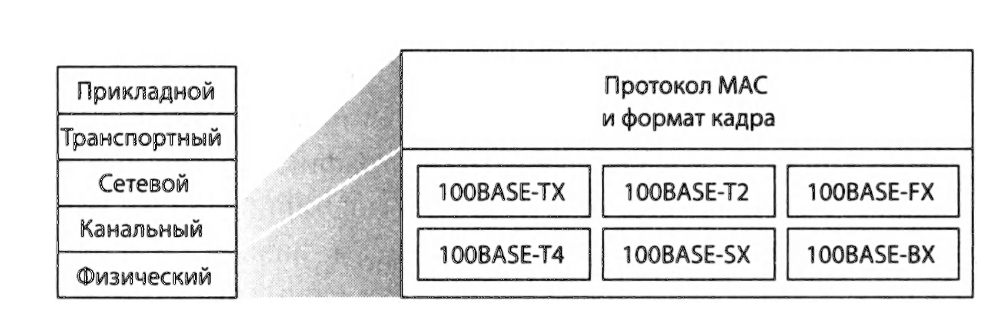 Прикладной
Транспортный
Сетевой
Канальный
Физический
Протокол MAC
и формат кадра
100BASE-TX
100BASE-T2
100BASE-FX
100BASE-T4
100BASE-SX
100BASE-BX